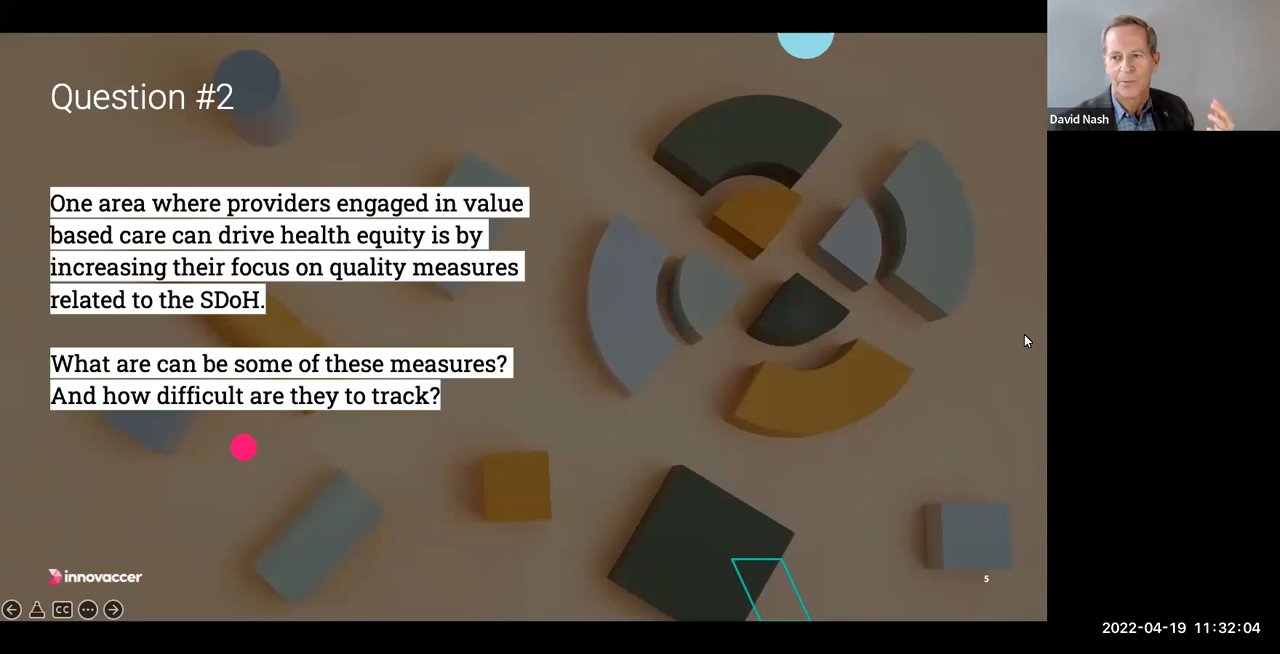 Question #2
One area where providers engaged in value
based care can drive health equity is by
increasing their focus on quality measures
related to the SDoH.
What are can be some of these measures?
And how difficult are they to track?
innovaccer
5
CC
David Nash
2022-04-19 11:32:04